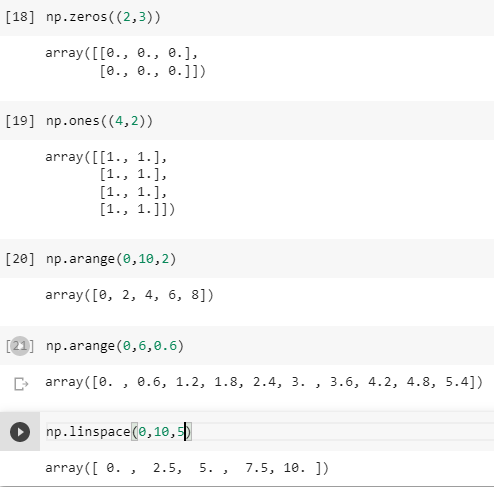 [18] np.zeros((2,3))
array([[0., 0., 0.],
[0., 0., 0.]])
[19] np.ones((4,2))
array([[1., 1.],
[1., 1.],
[1., 1.],
[1., 1.]])
[20] np.arange(0,10,2)
array([0, 2, 4, 6, 8])
[21] np.arange(0,6,0.6)
array([0. , 0.6, 1.2, 1.8, 2.4, 3. , 3.6, 4.2, 4.8, 5.4])
np.linspace(0,10,5)
array([ 0. ,  2.5,  5. ,  7.5, 10. ])